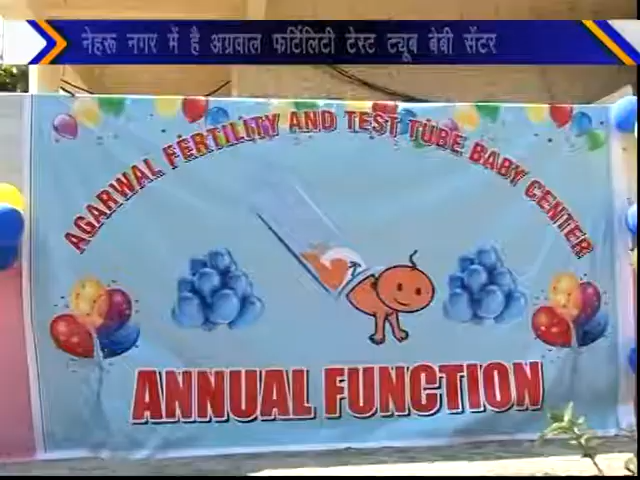 नेहरू नगर में है अग्रवाल फर्टिलिटी टेस्ट ट्यूब बेबी सेंटर
AGARWAL FERTILITY AND TEST TUBE BABY CENTER
ANNUAL FUNCTION